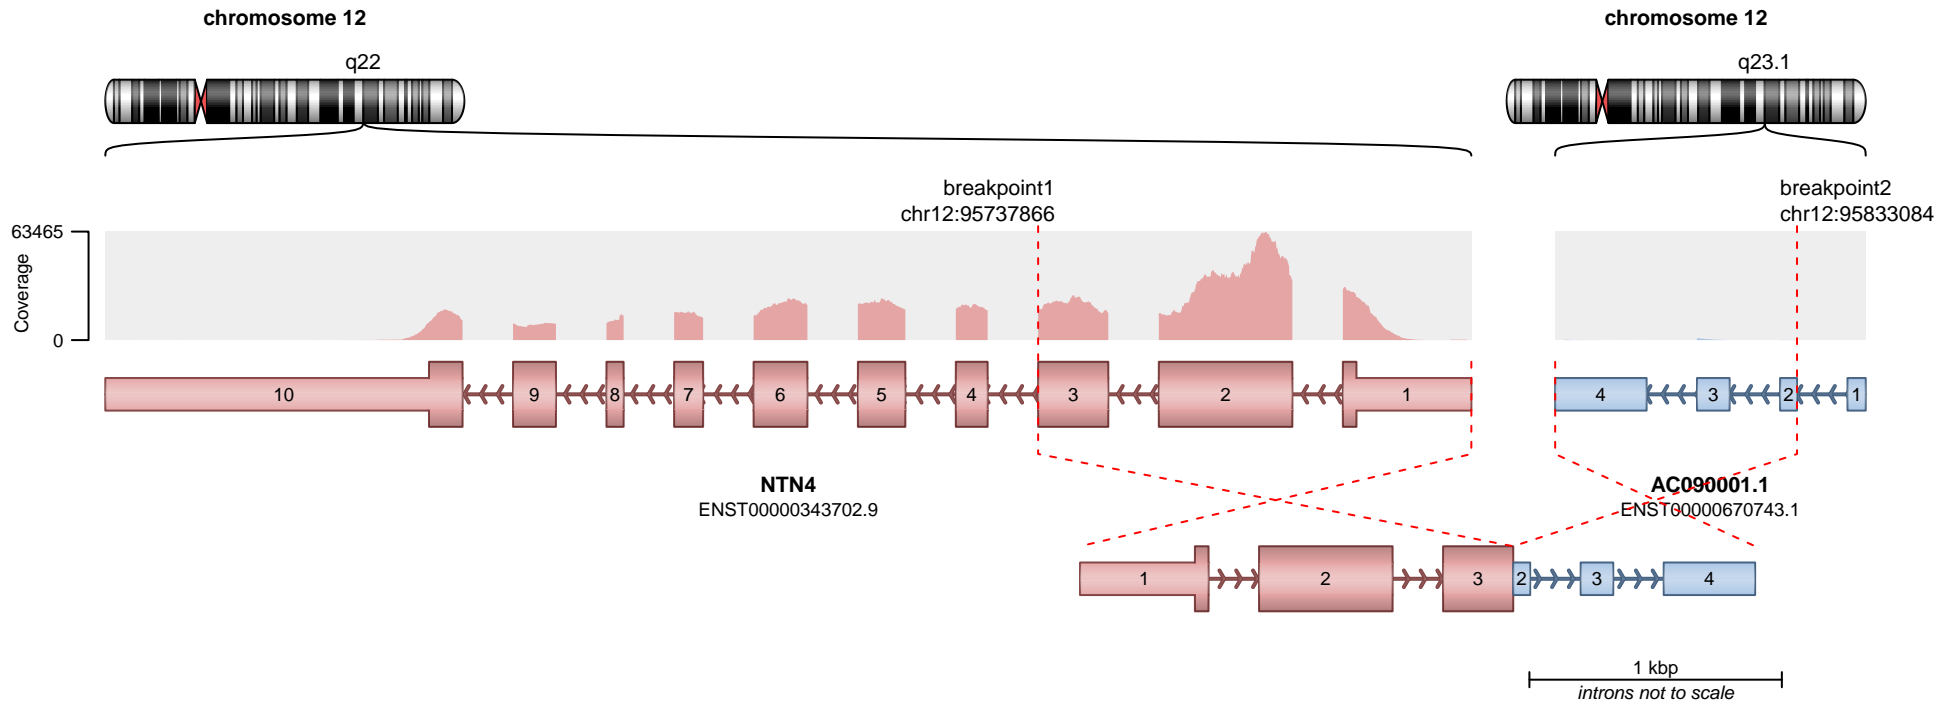 chromosome 12
chromosome 12
q22
q23.1
breakpoint1
chr12:95737866
breakpoint2
chr12:95833084
63465
Coverage
0
10
9
8
7
6
5
4
3
2
1
4
3
2
1
NTN4
ENST00000343702.9
AC090001.1
ENST00000670743.1
1
2
3
2
3
4
1 kbp
introns not to scale